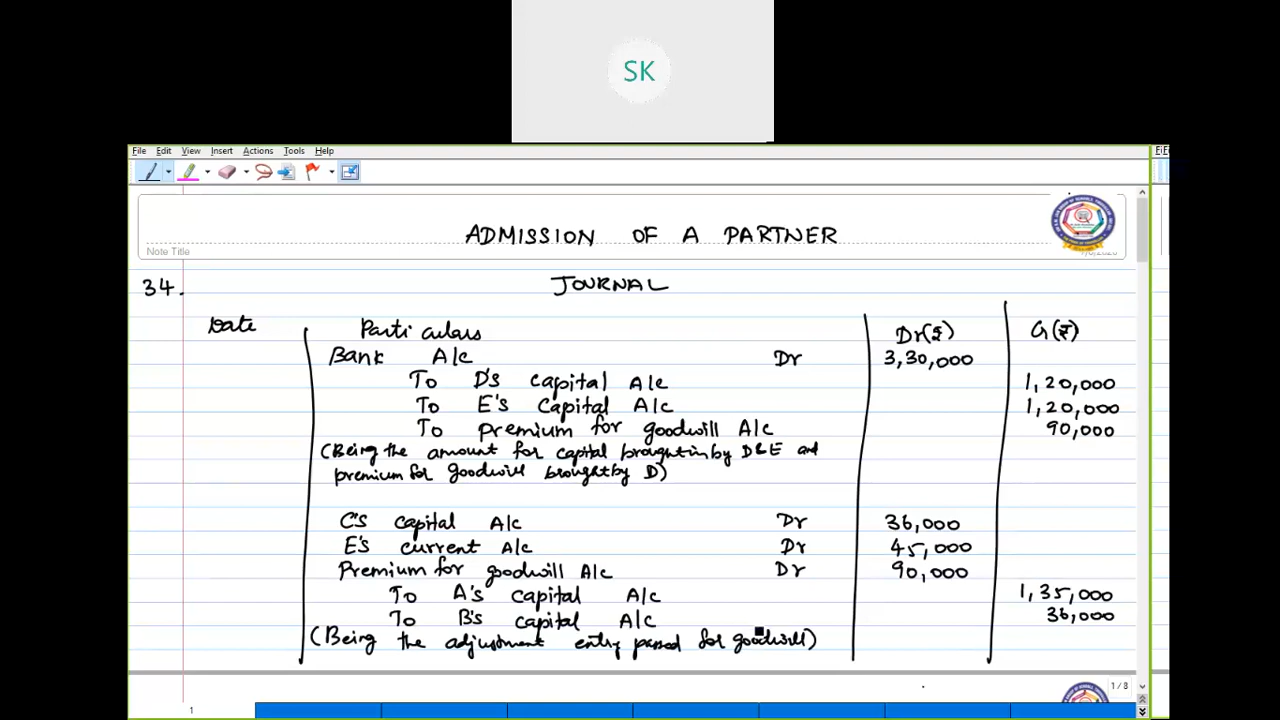 SK
File Edit View Insert Actions Tools Help
ADMISSION OF A PARTNER
Note Title
34. JOURNAL
Date Particulars Dr(₹) Cr(₹)
Bank A/c Dr 3,30,000
To D's capital A/c 1,20,000
To E's Capital A/c 1,20,000
To premium for goodwill A/c 90,000
(Being the amount for capital brought in by D&E and
premium for goodwill brought by D)
C's capital A/c Dr 36,000
E's current A/c Dr 45,000
Premium for goodwill A/c Dr 90,000
To A's capital A/c 1,35,000
To B's capital A/c 36,000
(Being the adjustment entry passed for goodwill)
1/8
1